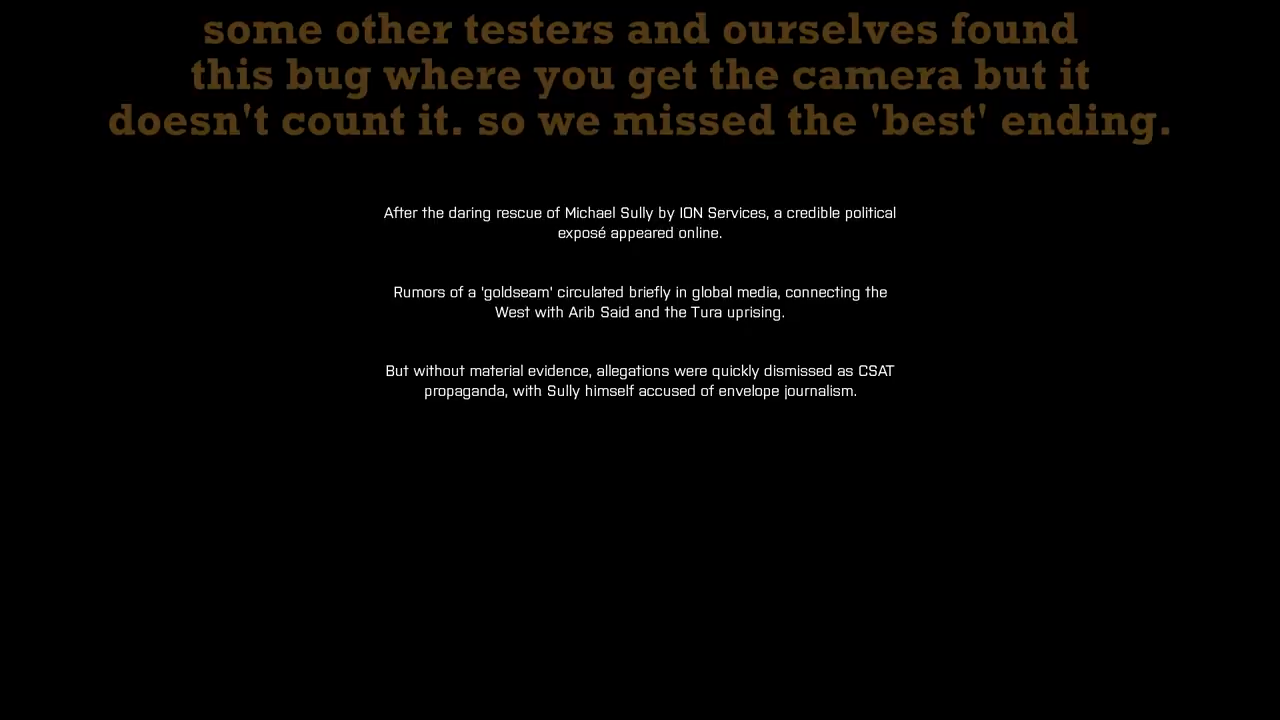 some other testers and ourselves found
this bug where you get the camera but it
doesn't count it. so we missed the 'best' ending.
After the daring rescue of Michael Sully by ION Services, a credible political
exposé appeared online.
Rumors of a 'goldseam' circulated briefly in global media, connecting the
West with Arib Said and the Tura uprising.
But without material evidence, allegations were quickly dismissed as CSAT
propaganda, with Sully himself accused of envelope journalism.